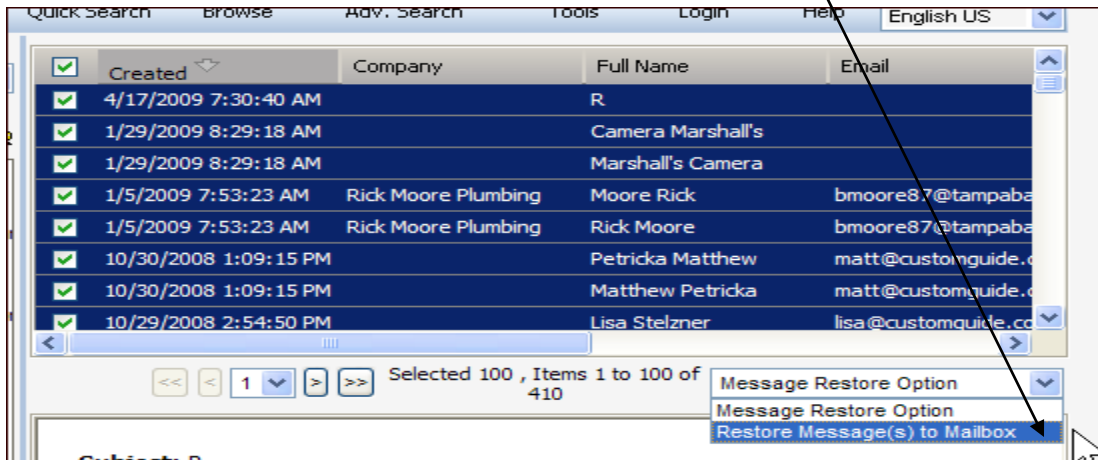 Quick Search Browse Adv. Search Tools Login Help English US
Created Company Full Name Email
4/17/2009 7:30:40 AM R
1/29/2009 8:29:18 AM Camera Marshall's
1/29/2009 8:29:18 AM Marshall's Camera
1/5/2009 7:53:23 AM Rick Moore Plumbing Moore Rick bmoore87@tampaba
1/5/2009 7:53:23 AM Rick Moore Plumbing Rick Moore bmoore87@tampaba
10/30/2008 1:09:15 PM Petricka Matthew matt@customguide.c
10/30/2008 1:09:15 PM Matthew Petricka matt@customguide.c
10/29/2008 2:54:50 PM Lisa Stelzner lisa@customguide.co
<< < 1 > >> Selected 100 , Items 1 to 100 of
410
Message Restore Option
Message Restore Option
Restore Message(s) to Mailbox
Subject: R